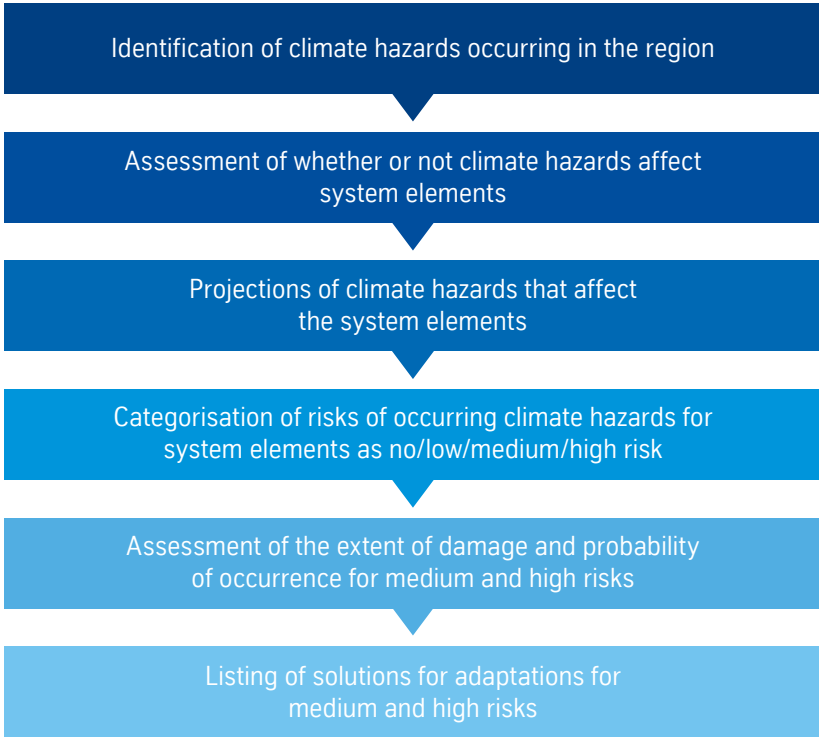 Identification of climate hazards occurring in the region
Assessment of whether or not climate hazards affect
system elements
Projections of climate hazards that affect
the system elements
Categorisation of risks of occurring climate hazards for
system elements as no/low/medium/high risk
Assessment of the extent of damage and probability
of occurrence for medium and high risks
Listing of solutions for adaptations for
medium and high risks